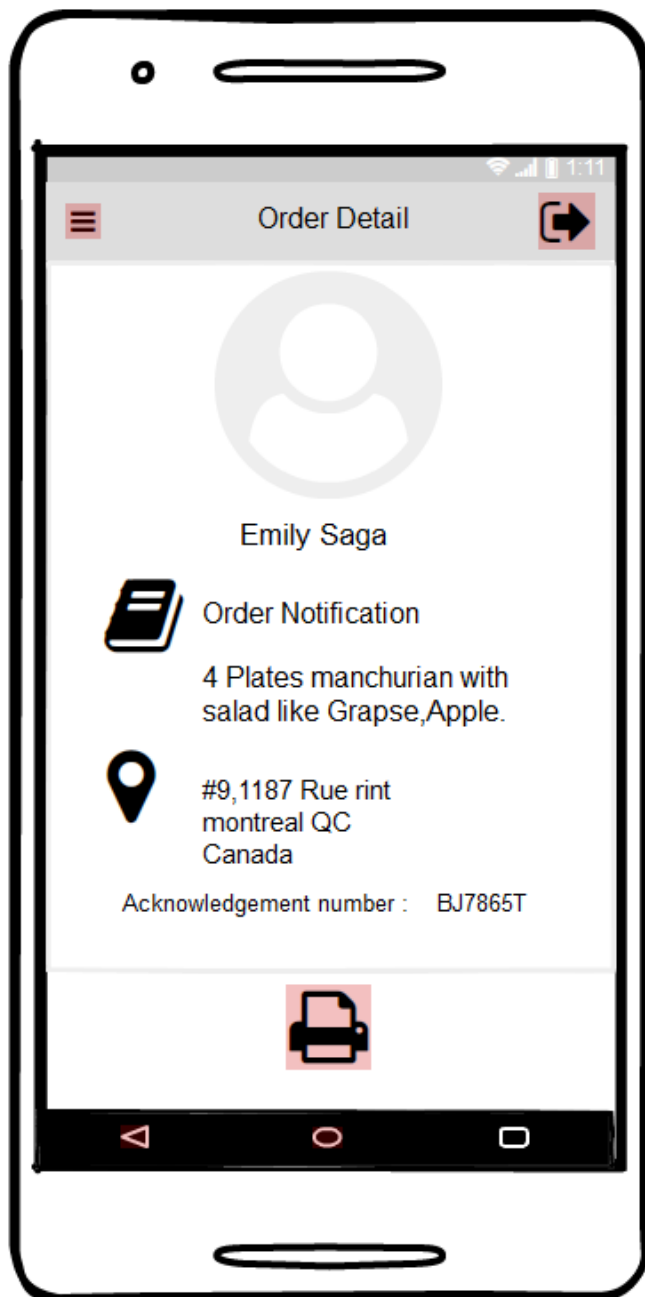 1:11
Order Detail
Emily Saga
Order Notification
4 Plates manchurian with
salad like Grapse,Apple.
#9,1187 Rue rint
montreal QC
Canada
Acknowledgement number : BJ7865T